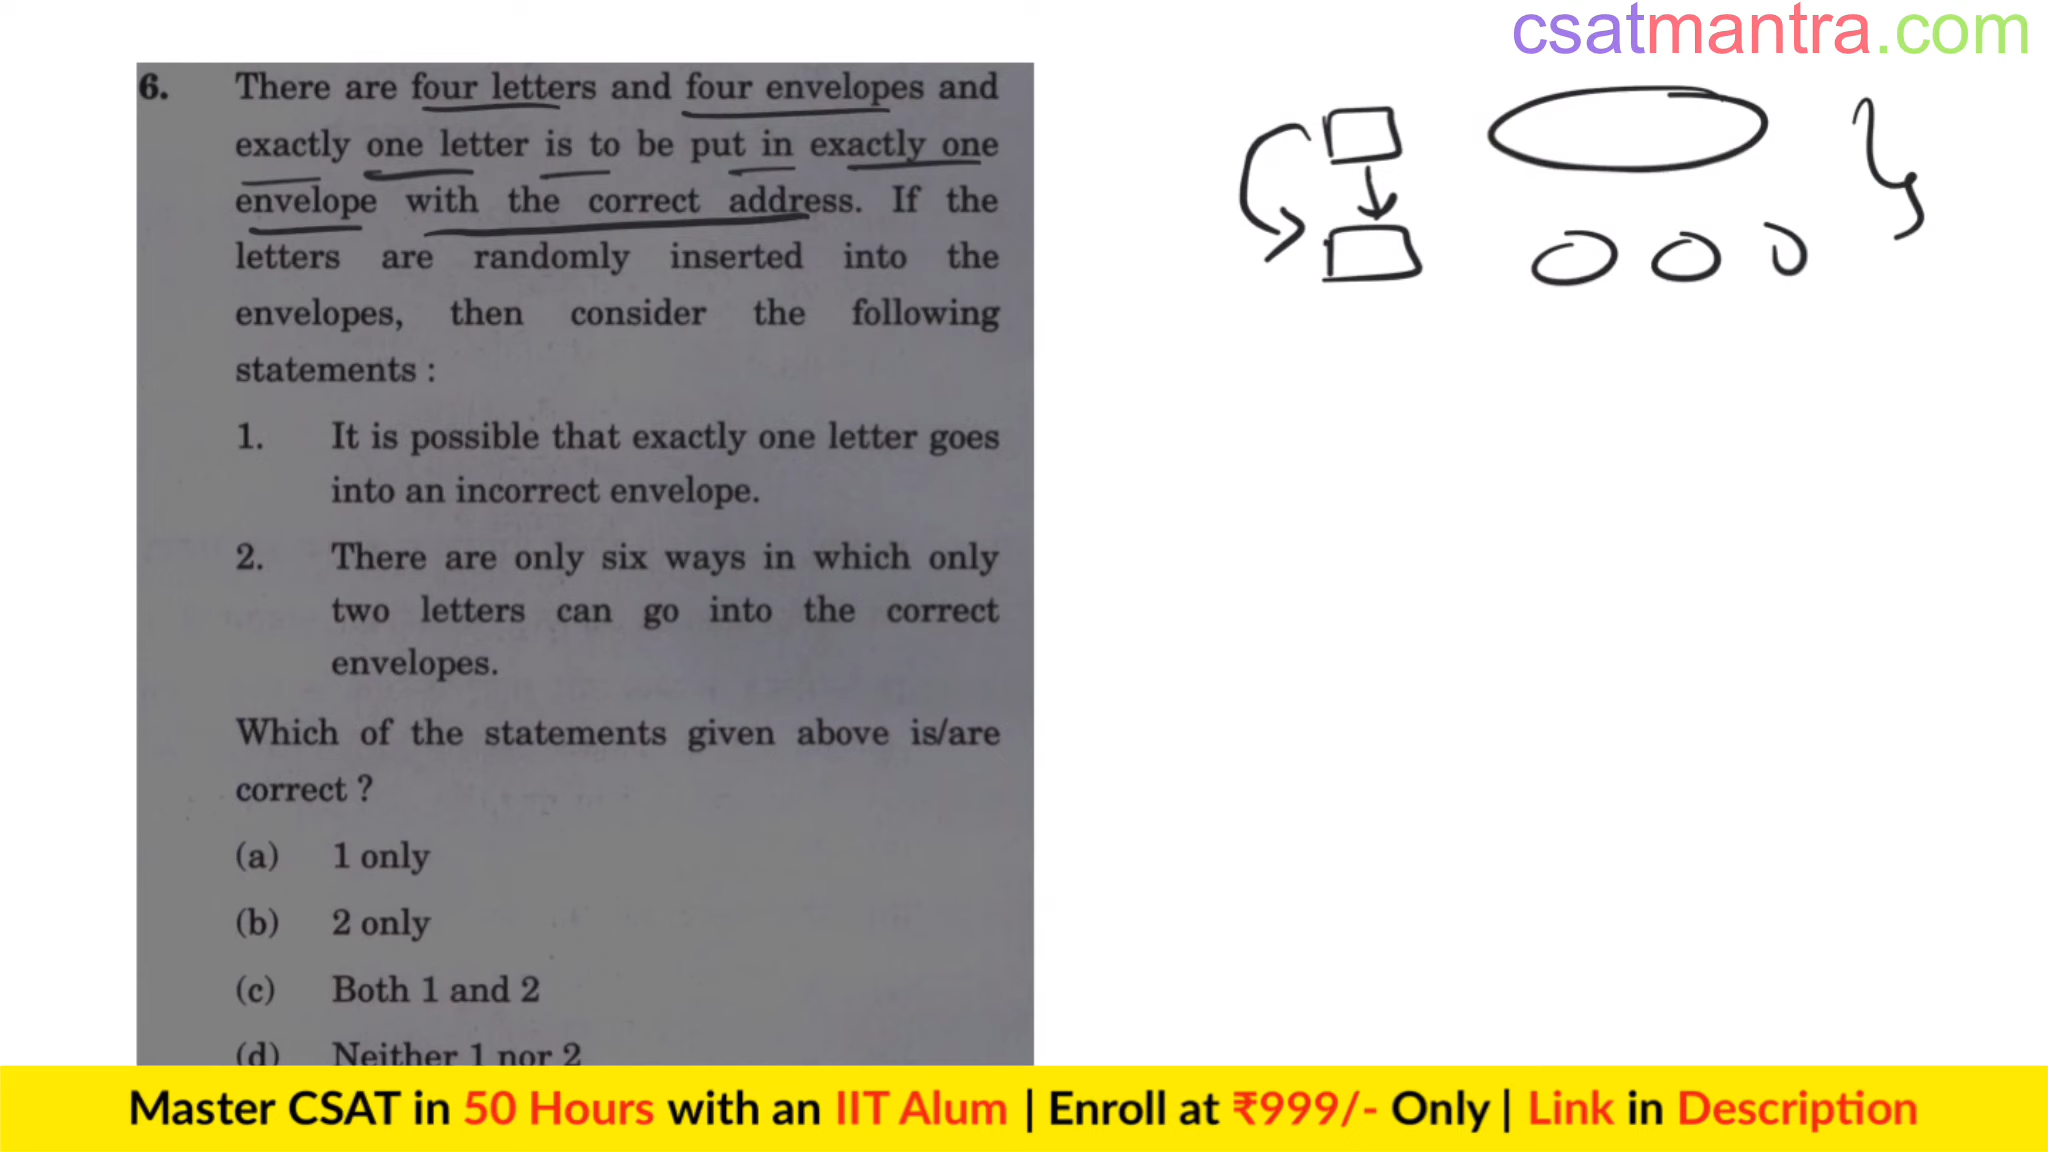 csatmantra.com
6. There are four letters and four envelopes and
exactly one letter is to be put in exactly one
envelope with the correct address. If the
letters are randomly inserted into the
envelopes, then consider the following
statements :
1. It is possible that exactly one letter goes
into an incorrect envelope.
2. There are only six ways in which only
two letters can go into the correct
envelopes.
Which of the statements given above is/are
correct ?
(a) 1 only
(b) 2 only
(c) Both 1 and 2
(d) Neither 1 nor 2
Master CSAT in 50 Hours with an IIT Alum | Enroll at ₹999/- Only | Link in Description